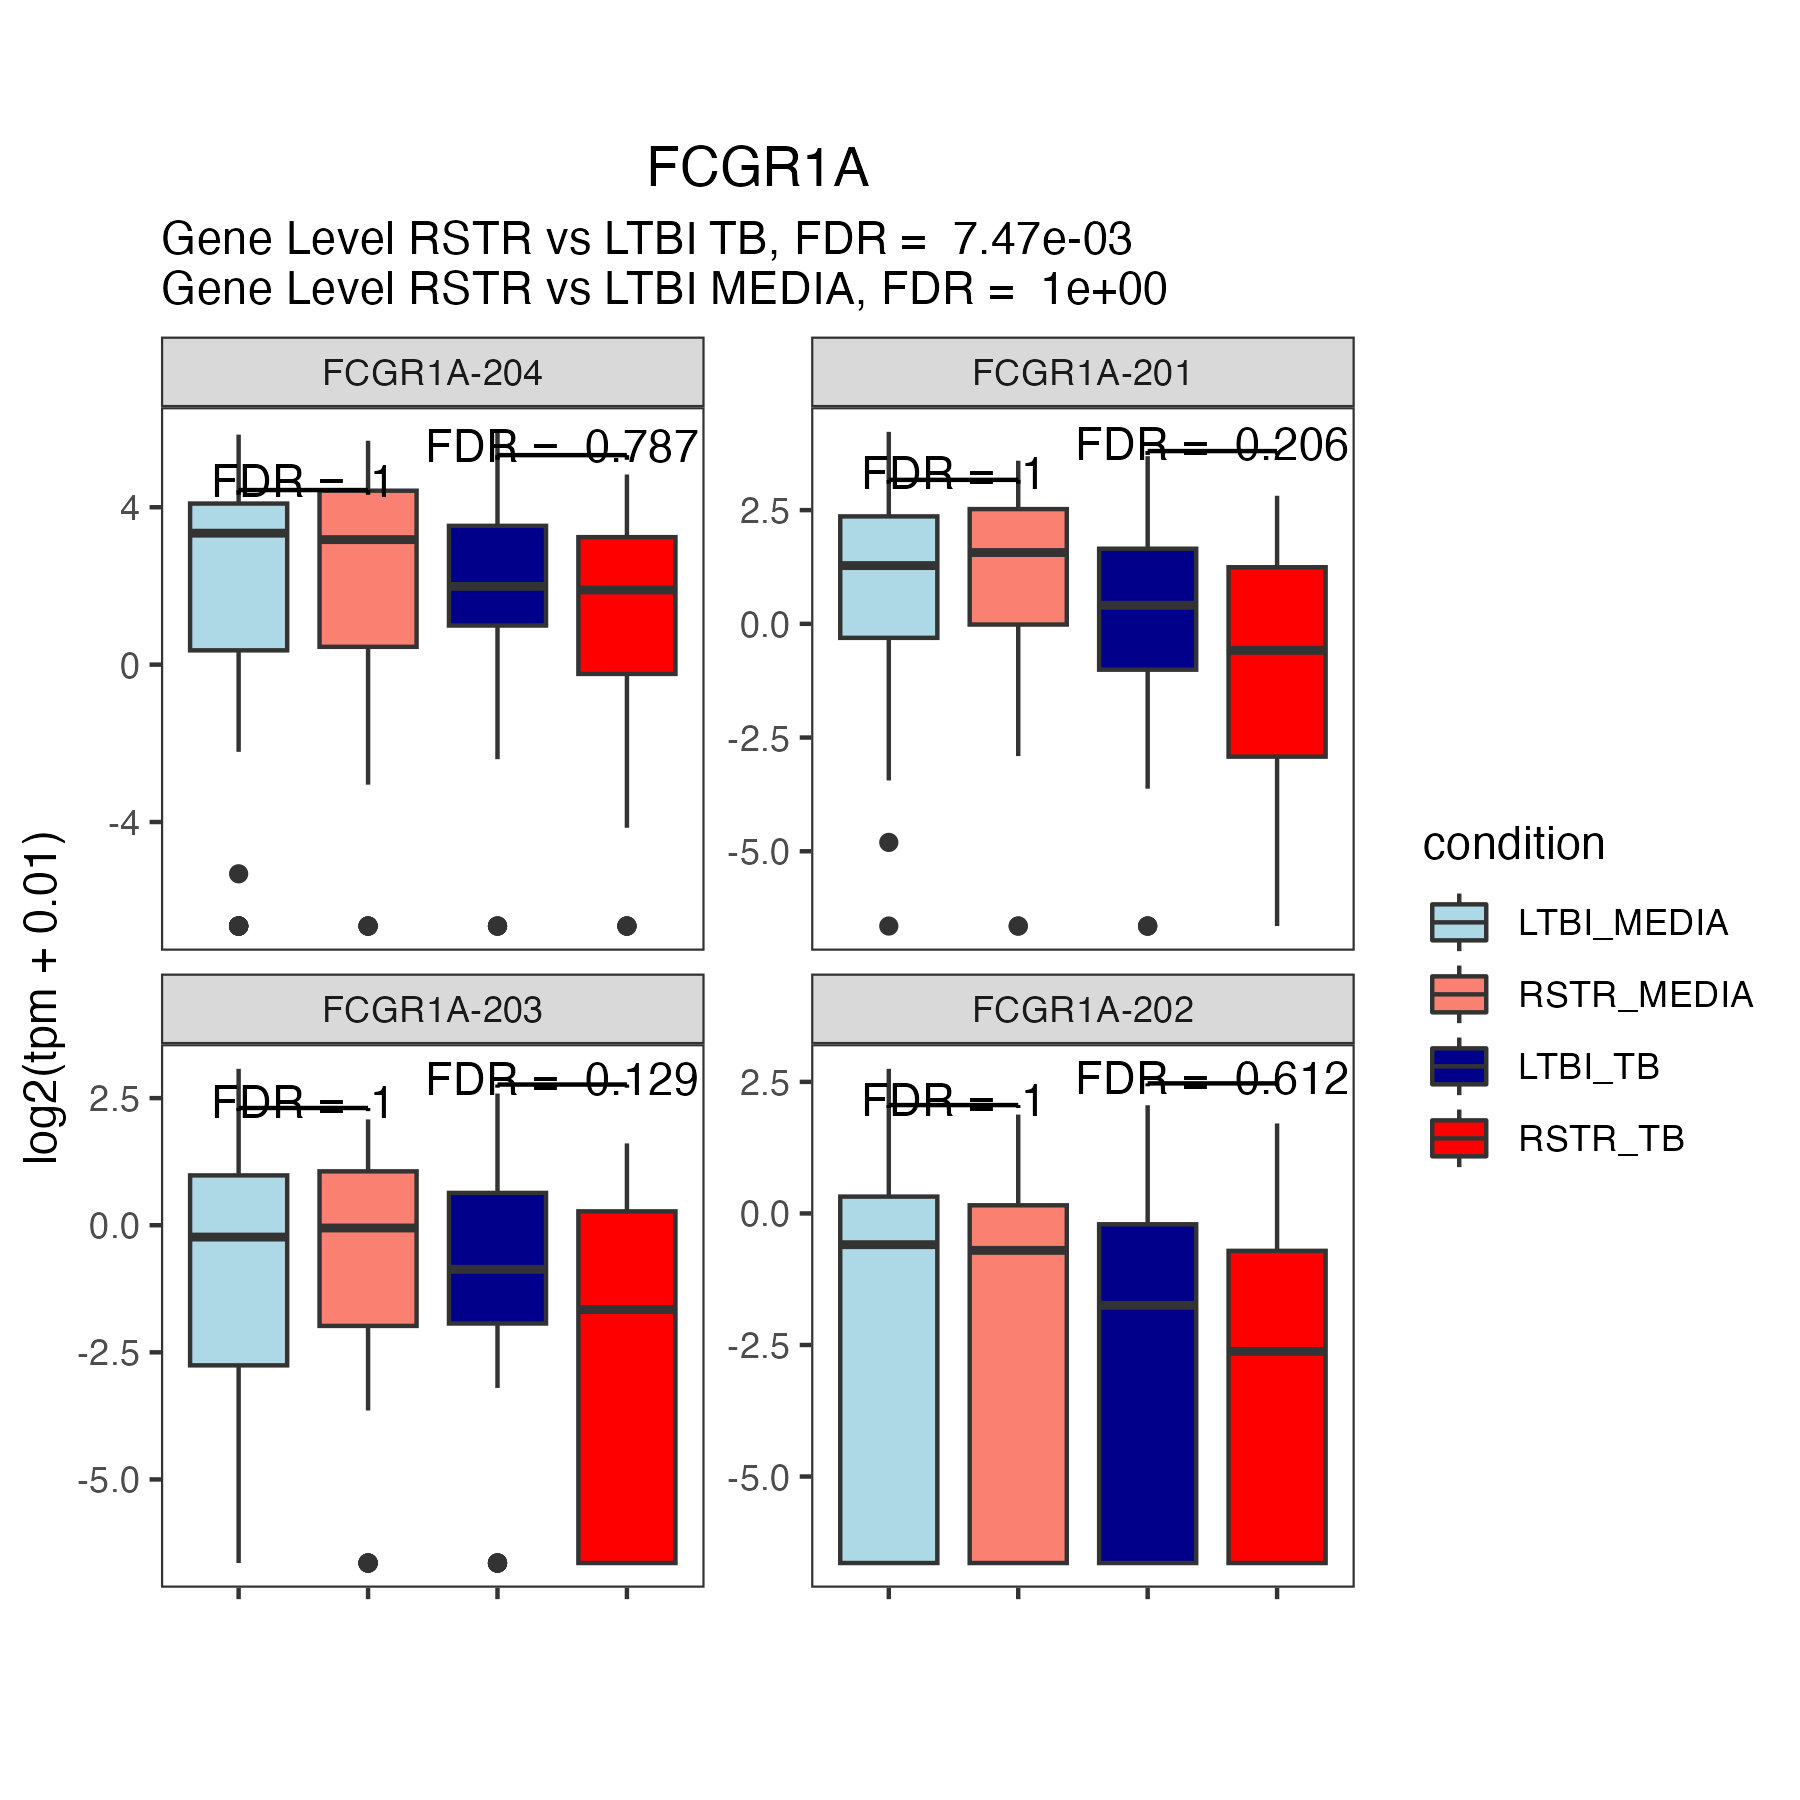 FCGR1A
Gene Level RSTR vs LTBI TB, FDR = 7.47e-03
Gene Level RSTR vs LTBI MEDIA, FDR = 1e+00
FCGR1A-204
FDR = 1
FDR = 0.787
4
0
-4
FCGR1A-201
FDR = 1
FDR = 0.206
2.5
0.0
-2.5
-5.0
FCGR1A-203
FDR = 1
FDR = 0.129
2.5
0.0
-2.5
-5.0
FCGR1A-202
FDR = 1
FDR = 0.612
2.5
0.0
-2.5
-5.0
log2(tpm + 0.01)
condition
LTBI_MEDIA
RSTR_MEDIA
LTBI_TB
RSTR_TB